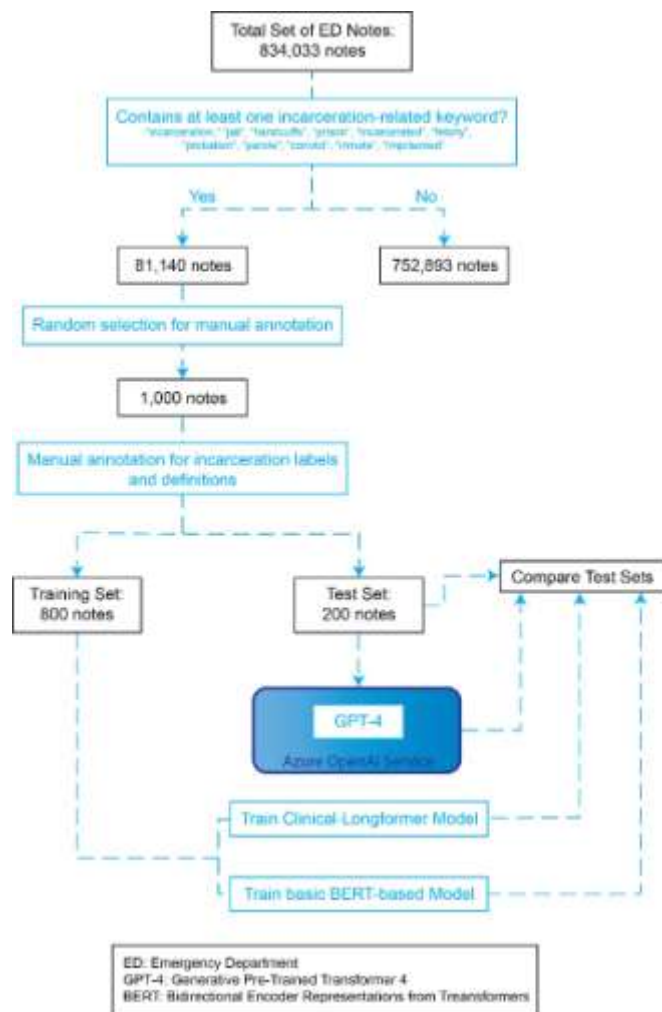 Total Set of ED Notes:
834,033 notes
Contains at least one incarceration-related keyword?
"incarceration," "jail", "handcuffs", "prison", "incarcerated", "felony",
"probation", "parole", "convict", "inmate", "imprisoned"
Yes
No
81,140 notes
752,893 notes
Random selection for manual annotation
1,000 notes
Manual annotation for incarceration labels
and definitions
Training Set:
800 notes
Test Set:
200 notes
Compare Test Sets
GPT-4
Azure OpenAI Service
Train Clinical-Longformer Model
Train basic BERT-based Model
ED: Emergency Department
GPT-4: Generative Pre-Trained Transformer 4
BERT: Bidirectional Encoder Representations from Treansformers